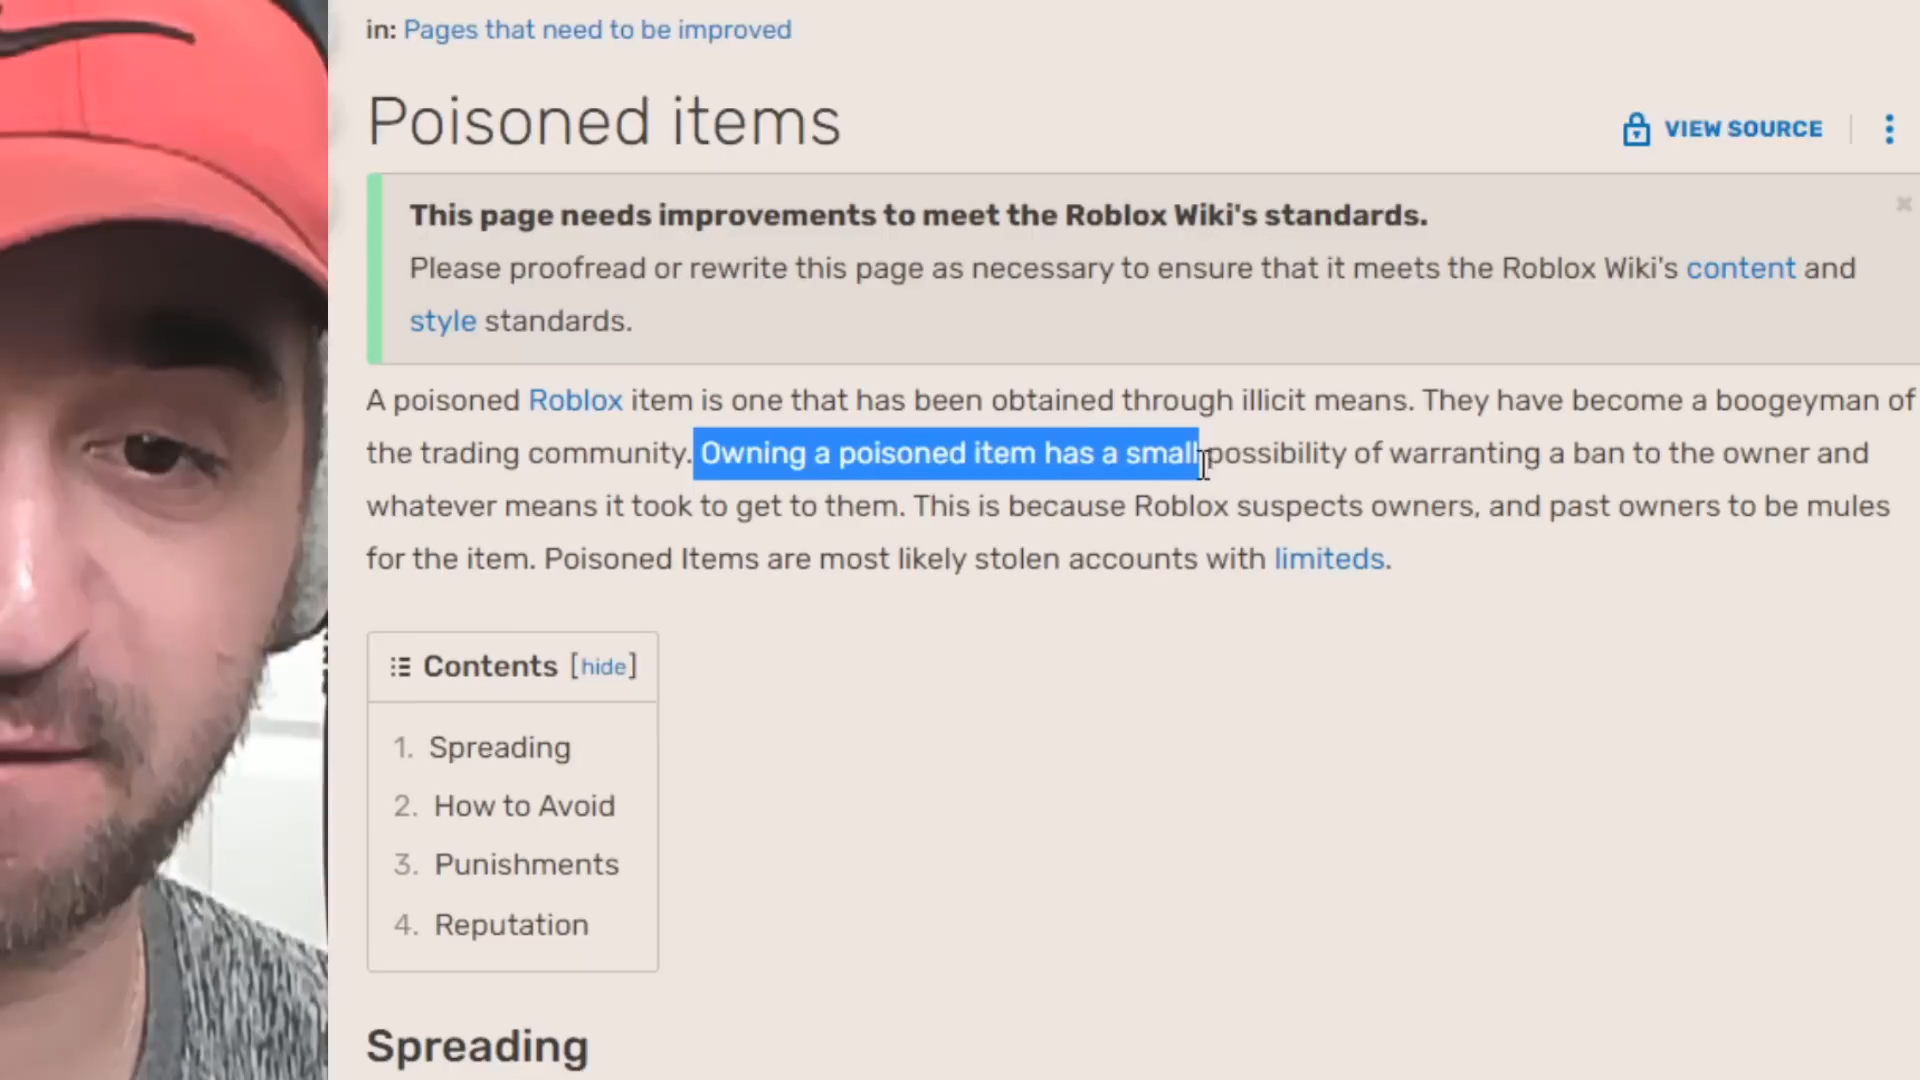 in: Pages that need to be improved
Poisoned items
VIEW SOURCE
This page needs improvements to meet the Roblox Wiki's standards.
Please proofread or rewrite this page as necessary to ensure that it meets the Roblox Wiki's content and
style standards.
A poisoned Roblox item is one that has been obtained through illicit means. They have become a boogeyman of
the trading community. Owning a poisoned item has a small possibility of warranting a ban to the owner and
whatever means it took to get to them. This is because Roblox suspects owners, and past owners to be mules
for the item. Poisoned Items are most likely stolen accounts with limiteds.
Contents [hide]
1. Spreading
2. How to Avoid
3. Punishments
4. Reputation
Spreading